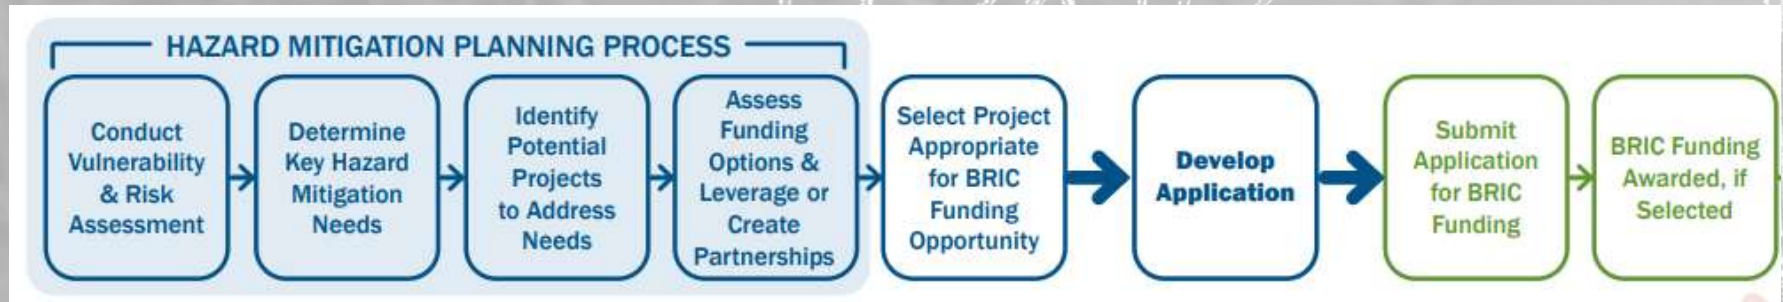 HAZARD MITIGATION PLANNING PROCESS
Conduct
Vulnerability
& Risk
Assessment
Determine
Key Hazard
Mitigation
Needs
Identify
Potential
Projects
to Address
Needs
Assess
Funding
Options &
Leverage or
Create
Partnerships
Select Project
Appropriate
for BRIC
Funding
Opportunity
Develop
Application
Submit
Application
for BRIC
Funding
BRIC Funding
Awarded, if
Selected